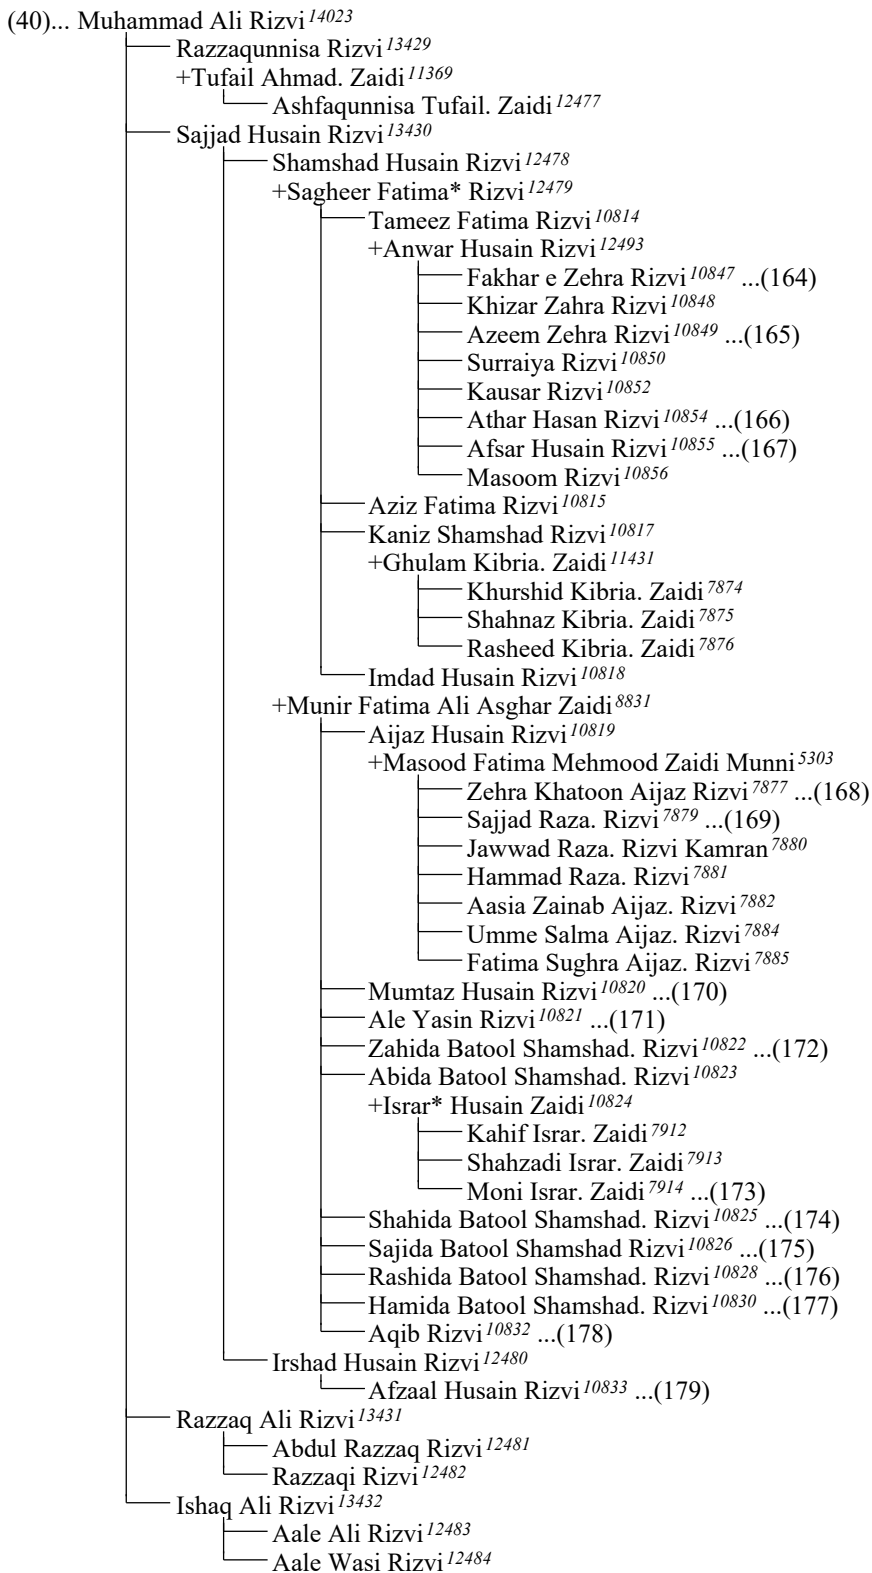 (40)... Muhammad Ali Rizvi 14023
Razzaqunnisa Rizvi 13429
+Tufail Ahmad. Zaidi 11369
Ashfaqunnisa Tufail. Zaidi 12477
Sajjad Husain Rizvi 13430
Shamshad Husain Rizvi 12478
+Sagheer Fatima* Rizvi 12479
Tameez Fatima Rizvi 10814
+Anwar Husain Rizvi 12493
Fakhar e Zehra Rizvi 10847 ...(164)
Khizar Zahra Rizvi 10848
Azeem Zehra Rizvi 10849 ...(165)
Surraiya Rizvi 10850
Kausar Rizvi 10852
Athar Hasan Rizvi 10854 ...(166)
Afsar Husain Rizvi 10855 ...(167)
Masoom Rizvi 10856
Aziz Fatima Rizvi 10815
Kaniz Shamshad Rizvi 10817
+Ghulam Kibria. Zaidi 11431
Khurshid Kibria. Zaidi 7874
Shahnaz Kibria. Zaidi 7875
Rasheed Kibria. Zaidi 7876
Imdad Husain Rizvi 10818
+Munir Fatima Ali Asghar Zaidi 8831
Aijaz Husain Rizvi 10819
+Masood Fatima Mehmood Zaidi Munni 5303
Zehra Khatoon Aijaz Rizvi 7877 ...(168)
Sajjad Raza. Rizvi 7879 ...(169)
Jawwad Raza. Rizvi Kamran 7880
Hammad Raza. Rizvi 7881
Aasia Zainab Aijaz. Rizvi 7882
Umme Salma Aijaz. Rizvi 7884
Fatima Sughra Aijaz. Rizvi 7885
Mumtaz Husain Rizvi 10820 ...(170)
Ale Yasin Rizvi 10821 ...(171)
Zahida Batool Shamshad. Rizvi 10822 ...(172)
Abida Batool Shamshad. Rizvi 10823
+Israr* Husain Zaidi 10824
Kahif Israr. Zaidi 7912
Shahzadi Israr. Zaidi 7913
Moni Israr. Zaidi 7914 ...(173)
Shahida Batool Shamshad. Rizvi 10825 ...(174)
Sajida Batool Shamshad Rizvi 10826 ...(175)
Rashida Batool Shamshad. Rizvi 10828 ...(176)
Hamida Batool Shamshad. Rizvi 10830 ...(177)
Aqib Rizvi 10832 ...(178)
Irshad Husain Rizvi 12480
Afzaal Husain Rizvi 10833 ...(179)
Razzaq Ali Rizvi 13431
Abdul Razzaq Rizvi 12481
Razzaqi Rizvi 12482
Ishaq Ali Rizvi 13432
Aale Ali Rizvi 12483
Aale Wasi Rizvi 12484